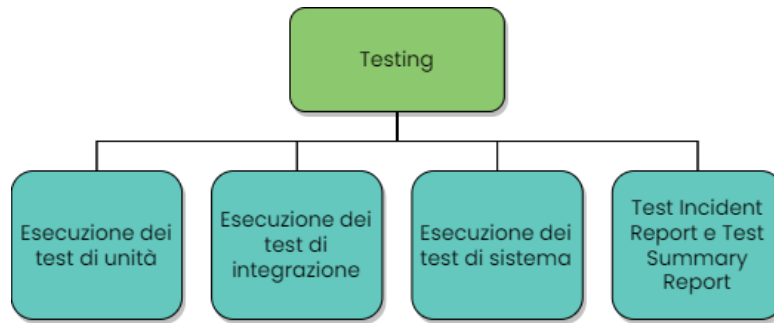 Testing
Esecuzione dei
test di unità
Esecuzione dei
test di
integrazione
Esecuzione dei
test di sistema
Test Incident
Report e Test
Summary
Report